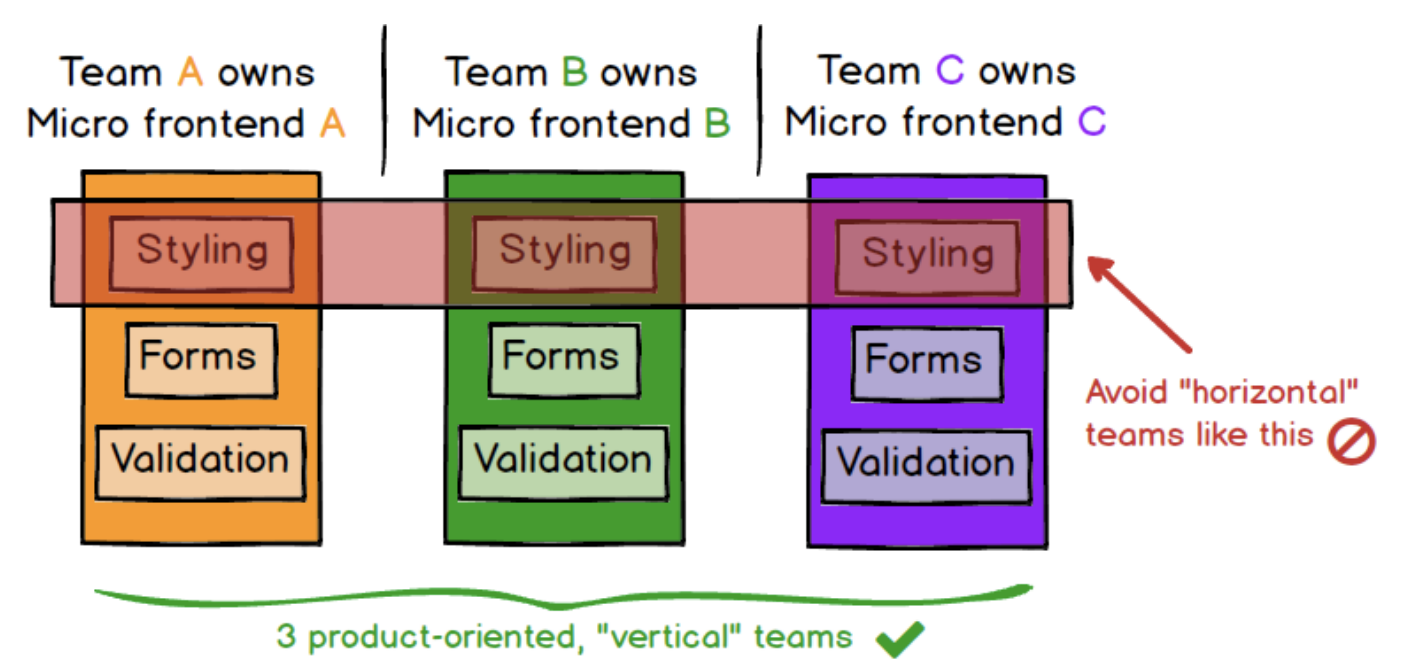 Team A owns
Micro frontend A
Team B owns
Micro frontend B
Team C owns
Micro frontend C
Styling
Forms
Validation
Styling
Forms
Validation
Styling
Forms
Validation
Avoid "horizontal"
teams like this
3 product-oriented, "vertical" teams